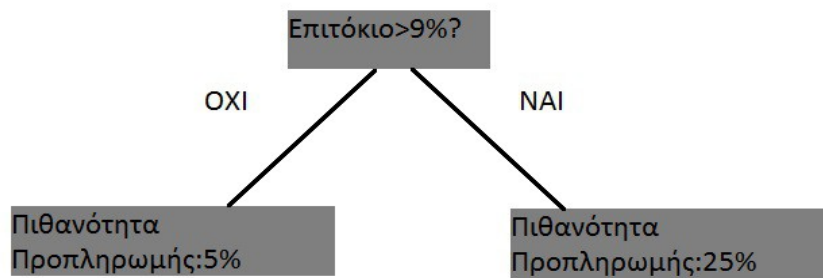 Επιτόκιο>9%?
ΟΧΙ
ΝΑΙ
Πιθανότητα
Προπληρωμής:5%
Πιθανότητα
Προπληρωμής:25%